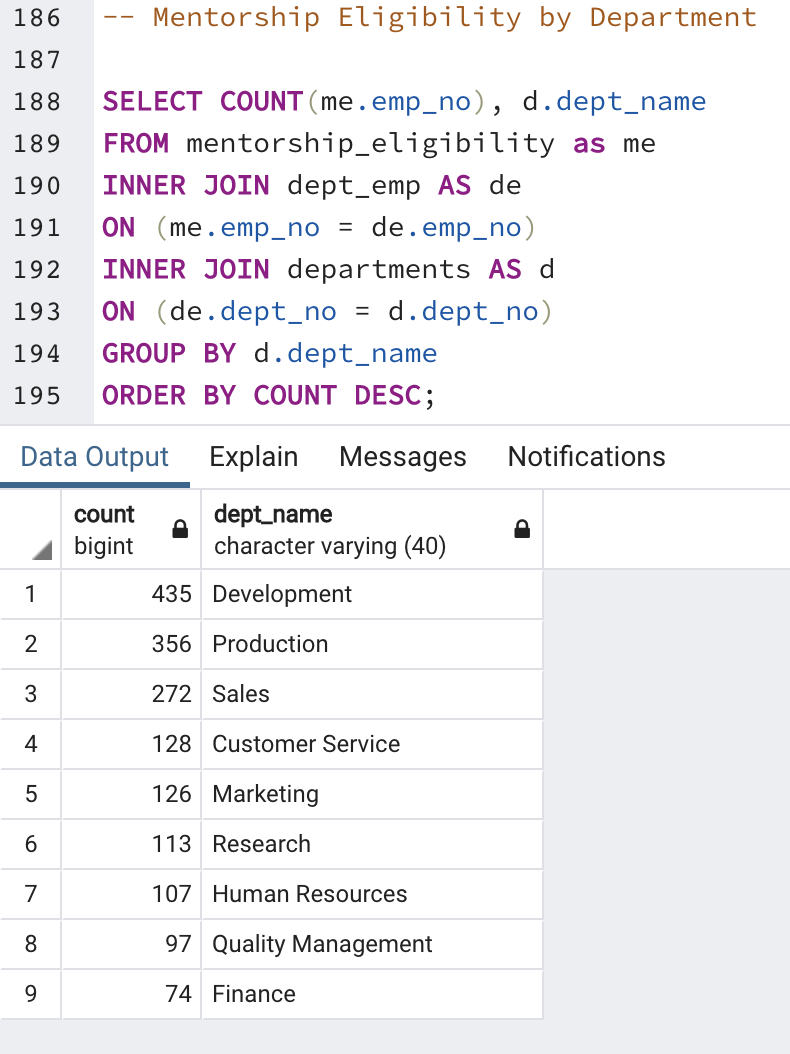 186 -- Mentorship Eligibility by Department
187
188 SELECT COUNT(me.emp_no), d.dept_name
189 FROM mentorship_eligibility as me
190 INNER JOIN dept_emp AS de
191 ON (me.emp_no = de.emp_no)
192 INNER JOIN departments AS d
193 ON (de.dept_no = d.dept_no)
194 GROUP BY d.dept_name
195 ORDER BY COUNT DESC;
Data Output Explain Messages Notifications
count dept_name
bigint character varying (40)
1 435 Development
2 356 Production
3 272 Sales
4 128 Customer Service
5 126 Marketing
6 113 Research
7 107 Human Resources
8 97 Quality Management
9 74 Finance